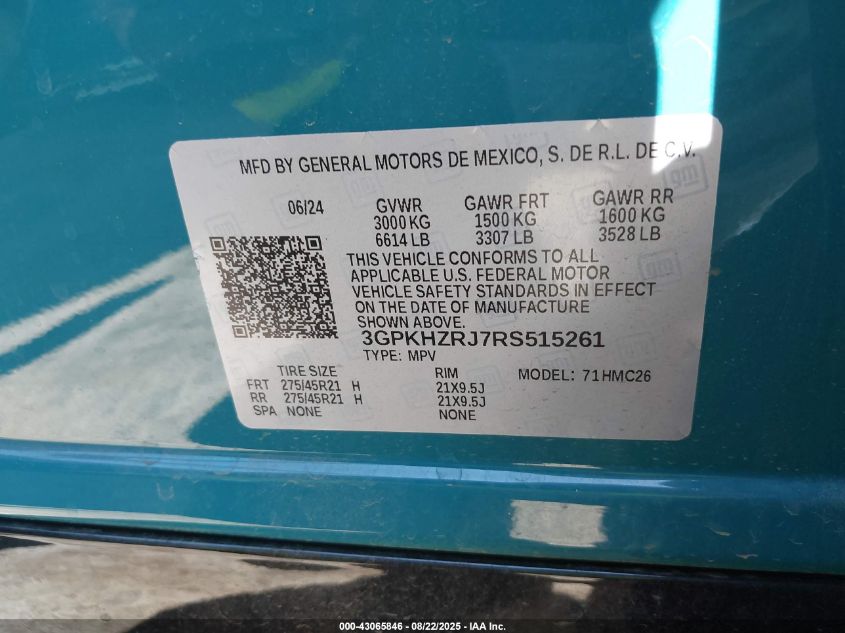 MFD BY GENERAL MOTORS DE MEXICO, S. DE R.L. DE C.V.
06/24 GVWR GAWR FRT GAWR RR
3000 KG 1500 KG 1600 KG
6614 LB 3307 LB 3528 LB
THIS VEHICLE CONFORMS TO ALL
APPLICABLE U.S. FEDERAL MOTOR
VEHICLE SAFETY STANDARDS IN EFFECT
ON THE DATE OF MANUFACTURE
SHOWN ABOVE.
3GPKHZRJ7RS515261
TYPE: MPV
TIRE SIZE RIM MODEL: 71HMC26
FRT 275/45R21 H 21X9.5J
RR 275/45R21 H 21X9.5J
SPA NONE NONE
000-43065846 - 08/22/2025 - IAA Inc.